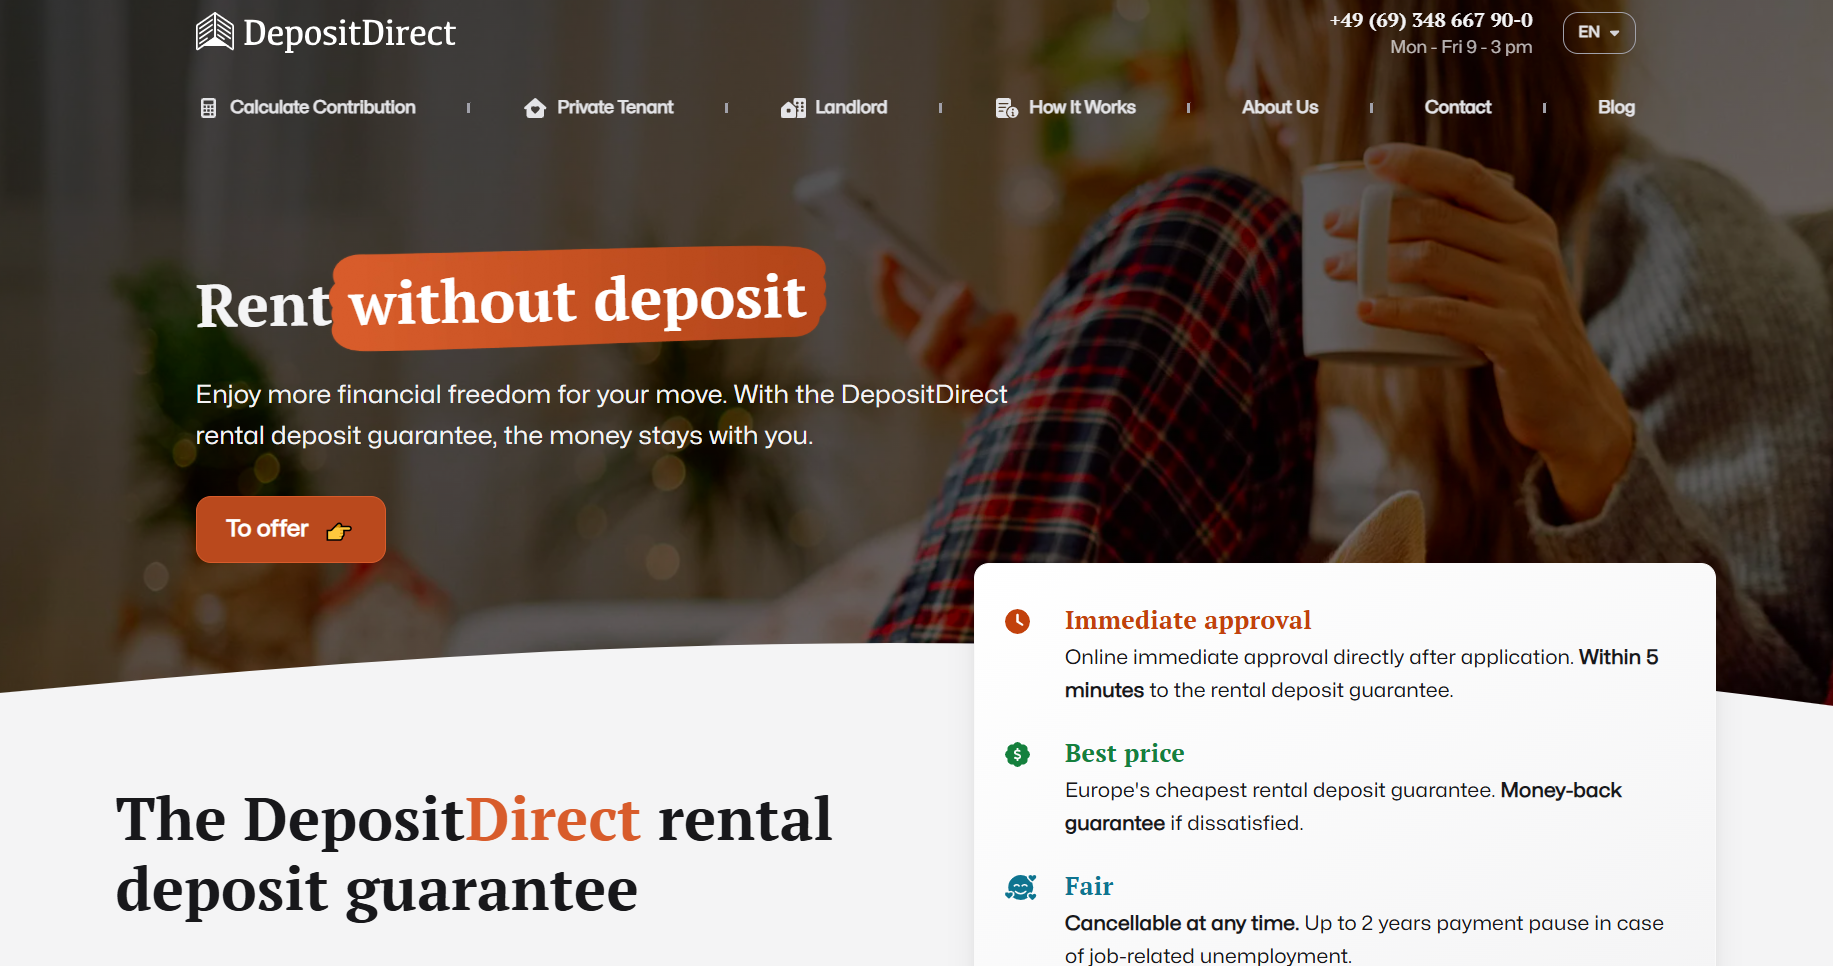 DepositDirect
+49 (69) 348 667 90-0
Mon - Fri 9 - 3 pm
EN
Calculate Contribution
Private Tenant
Landlord
How It Works
About Us
Contact
Blog
Rent without deposit
Enjoy more financial freedom for your move. With the DepositDirect
rental deposit guarantee, the money stays with you.
To offer
Immediate approval
Online immediate approval directly after application. Within 5
minutes to the rental deposit guarantee.
Best price
Europe's cheapest rental deposit guarantee. Money-back
guarantee if dissatisfied.
Fair
Cancellable at any time. Up to 2 years payment pause in case
of job-related unemployment.
The DepositDirect rental
deposit guarantee